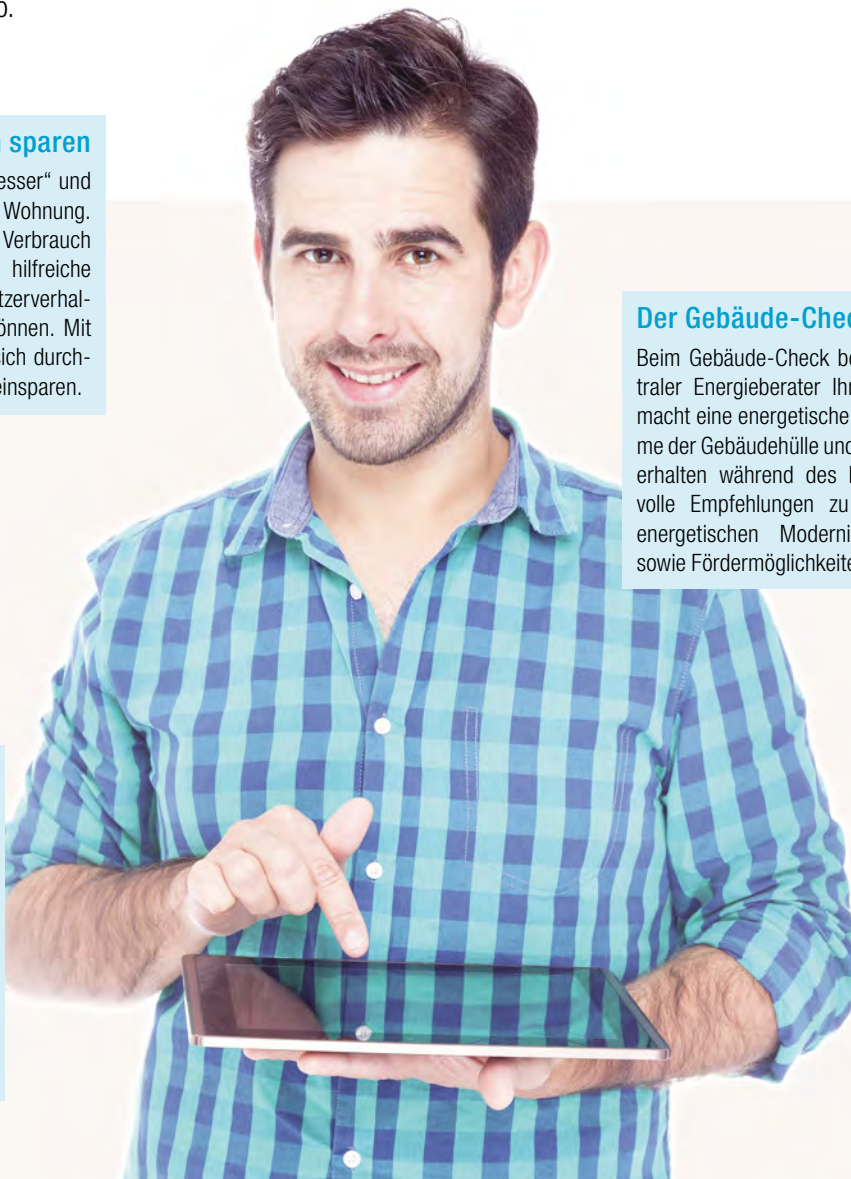 0.
sparen
esser“ und
Wohnung.
Verbrauch
hilfreiche
tzerverhal-
önnen. Mit
sich durch-
einsparen.
Der Gebäude-Chec
Beim Gebäude-Check be
traler Energieberater Ihr
macht eine energetische
me der Gebäudehülle und
erhalten während des
volle Empfehlungen zu
energetischen Moderni
sowie Fördermöglichkeite